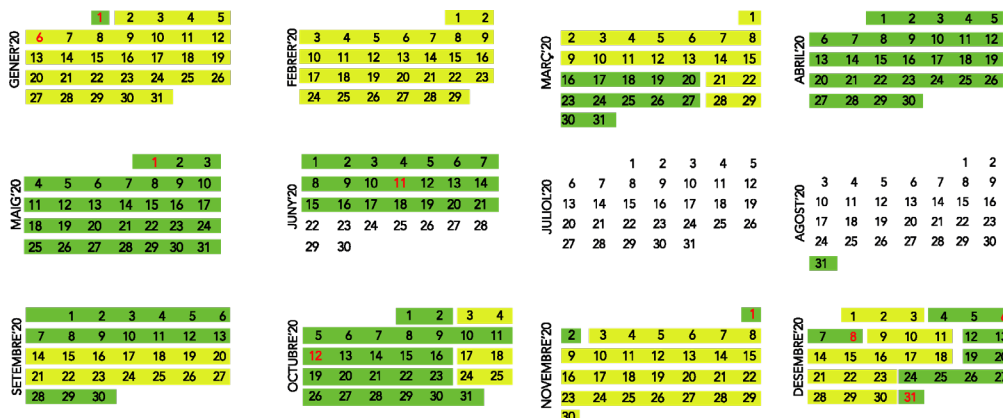 GENER'20
1 2 3 4 5
6 7 8 9 10 11 12
13 14 15 16 17 18 19
20 21 22 23 24 25 26
27 28 29 30 31
FEBRER'20
1 2
3 4 5 6 7 8 9
10 11 12 13 14 15 16
17 18 19 20 21 22 23
24 25 26 27 28 29
MARÇ'20
1
2 3 4 5 6 7 8
9 10 11 12 13 14 15
16 17 18 19 20 21 22
23 24 25 26 27 28 29
30 31
ABRIL'20
1 2 3 4 5
6 7 8 9 10 11 12
13 14 15 16 17 18 19
20 21 22 23 24 25 26
27 28 29 30
MAIG'20
1 2 3
4 5 6 7 8 9 10
11 12 13 14 15 16 17
18 19 20 21 22 23 24
25 26 27 28 29 30 31
JUNY'20
1 2 3 4 5 6 7
8 9 10 11 12 13 14
15 16 17 18 19 20 21
22 23 24 25 26 27 28
29 30
JULIOL'20
1 2 3 4 5
6 7 8 9 10 11 12
13 14 15 16 17 18 19
20 21 22 23 24 25 26
27 28 29 30 31
AGOST'20
1 2
3 4 5 6 7 8 9
10 11 12 13 14 15 16
17 18 19 20 21 22 23
24 25 26 27 28 29 30
31
SETEMBRE'20
1 2 3 4 5 6
7 8 9 10 11 12 13
14 15 16 17 18 19 20
21 22 23 24 25 26 27
28 29 30
OCTUBRE'20
1 2 3 4
5 6 7 8 9 10 11
12 13 14 15 16 17 18
19 20 21 22 23 24 25
26 27 28 29 30 31
NOVEMBRE'20
1
2 3 4 5 6 7 8
9 10 11 12 13 14 15
16 17 18 19 20 21 22
23 24 25 26 27 28 29
30
DESEMBRE'20
1 2 3 4 5 6
7 8 9 10 11 12 13
14 15 16 17 18 19 20
21 22 23 24 25 26 27
28 29 30 31